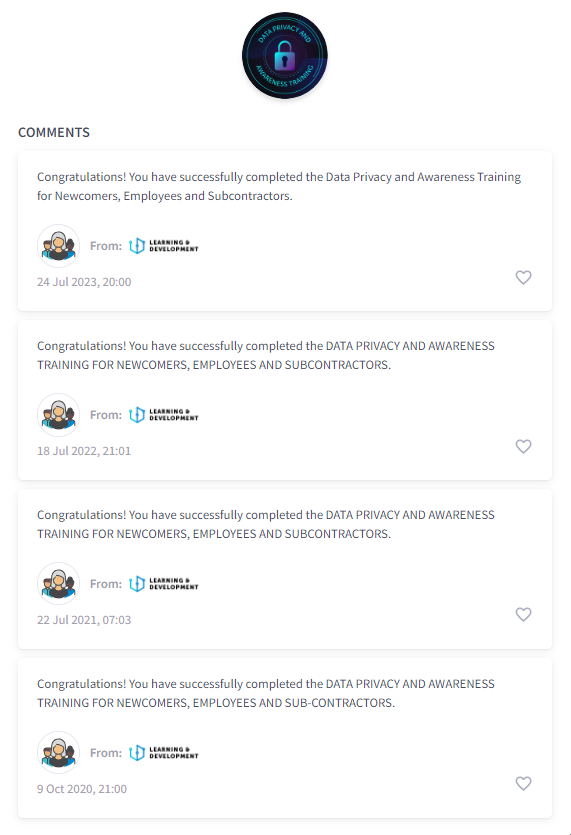 DATA PRIVACY AND
AWARENESS TRAINING
COMMENTS
Congratulations! You have successfully completed the Data Privacy and Awareness Training
for Newcomers, Employees and Subcontractors.
From: LEARNING &
DEVELOPMENT
24 Jul 2023, 20:00
Congratulations! You have successfully completed the DATA PRIVACY AND AWARENESS
TRAINING FOR NEWCOMERS, EMPLOYEES AND SUBCONTRACTORS.
From: LEARNING &
DEVELOPMENT
18 Jul 2022, 21:01
Congratulations! You have successfully completed the DATA PRIVACY AND AWARENESS
TRAINING FOR NEWCOMERS, EMPLOYEES AND SUBCONTRACTORS.
From: LEARNING &
DEVELOPMENT
22 Jul 2021, 07:03
Congratulations! You have successfully completed the DATA PRIVACY AND AWARENESS
TRAINING FOR NEWCOMERS, EMPLOYEES AND SUB-CONTRACTORS.
From: LEARNING &
DEVELOPMENT
9 Oct 2020, 21:00